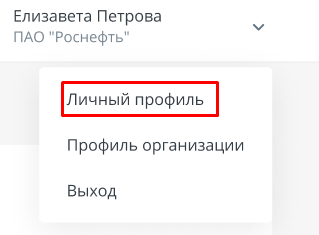 Елизавета Петрова
ПАО "Роснефть"
Личный профиль
Профиль организации
Выход